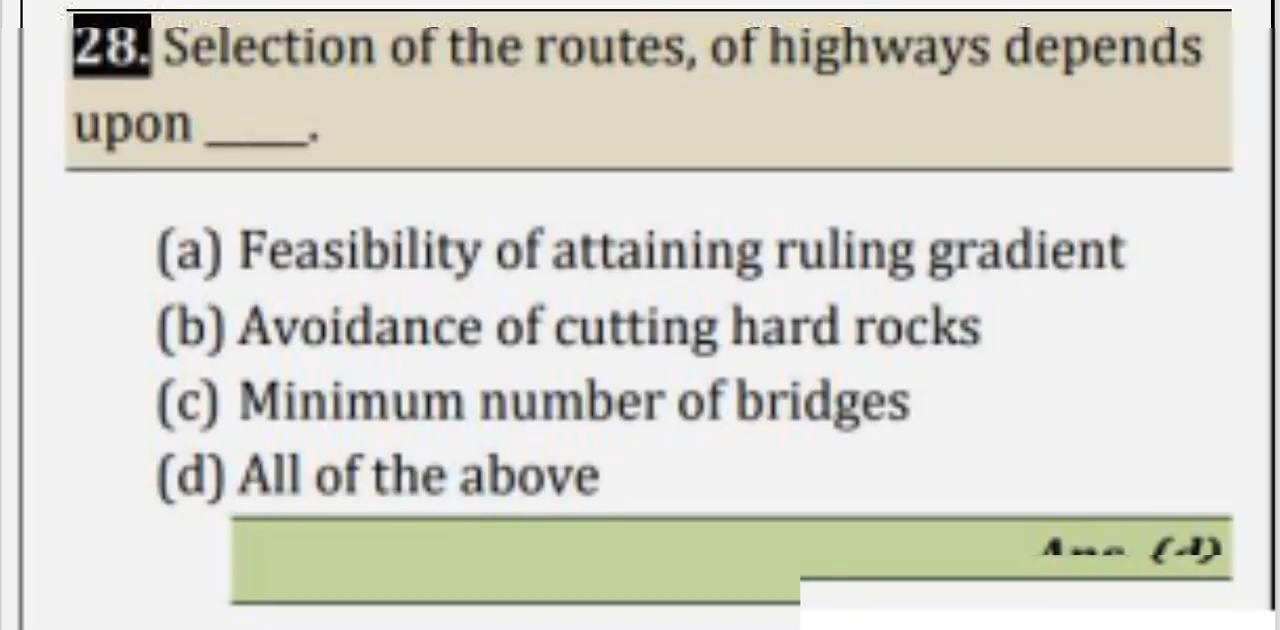 28. Selection of the routes, of highways depends
upon ____.
(a) Feasibility of attaining ruling gradient
(b) Avoidance of cutting hard rocks
(c) Minimum number of bridges
(d) All of the above
Ans. (d)